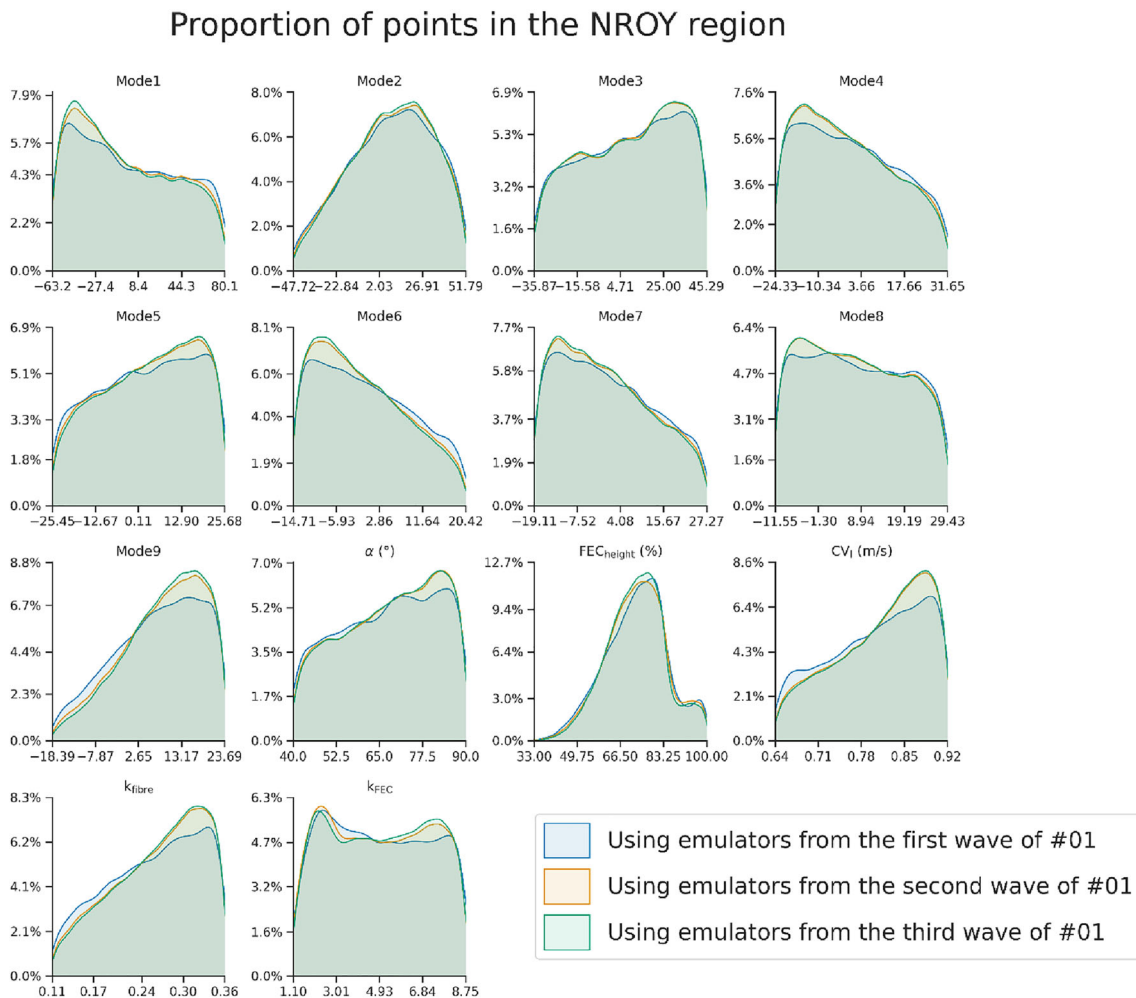 Proportion of points in the NROY region
Mode1
7.9%
5.7%
4.3%
2.2%
0.0%
−63.2 −27.4 8.4 44.3 80.1
Mode2
8.0%
6.0%
4.0%
2.0%
0.0%
−47.72 −22.84 2.03 26.91 51.79
Mode3
6.9%
5.3%
3.2%
1.6%
0.0%
−35.87 −15.58 4.71 25.00 45.29
Mode4
7.6%
5.6%
3.6%
2.0%
0.0%
−24.33 −10.34 3.66 17.66 31.65
Mode5
6.9%
5.1%
3.3%
1.8%
0.0%
−25.45 −12.67 0.11 12.90 25.68
Mode6
8.1%
6.0%
4.0%
1.9%
0.0%
−14.71 −5.93 2.86 11.64 20.42
Mode7
7.7%
5.8%
3.7%
1.9%
0.0%
−19.11 −7.52 4.08 15.67 27.27
Mode8
6.4%
4.7%
3.1%
1.6%
0.0%
−11.55 −1.30 8.94 19.19 29.43
Mode9
8.8%
6.7%
4.4%
2.3%
0.0%
−18.39 −7.87 2.65 13.17 23.69
α (°)
7.0%
5.2%
3.5%
1.7%
0.0%
40.0 52.5 65.0 77.5 90.0
FEC_height (%)
12.7%
9.4%
6.4%
3.0%
0.0%
33.00 49.75 66.50 83.25 100.00
CV_l (m/s)
8.6%
6.4%
4.3%
2.1%
0.0%
0.64 0.71 0.78 0.85 0.92
k_fibre
8.3%
6.2%
4.1%
2.1%
0.0%
0.11 0.17 0.24 0.30 0.36
k_FEC
6.3%
4.7%
3.2%
1.6%
0.0%
1.10 3.01 4.93 6.84 8.75
Using emulators from the first wave of #01
Using emulators from the second wave of #01
Using emulators from the third wave of #01